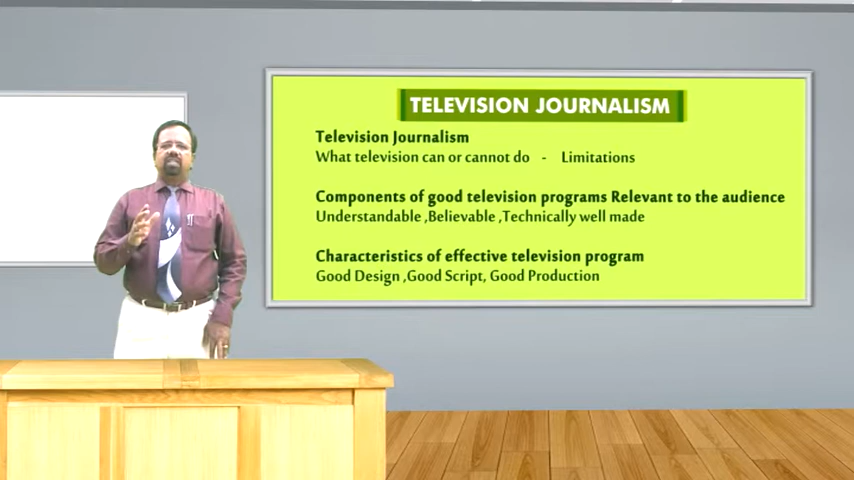 TELEVISION JOURNALISM
Television Journalism
What television can or cannot do - Limitations
Components of good television programs Relevant to the audience
Understandable ,Believable ,Technically well made
Characteristics of effective television program
Good Design ,Good Script, Good Production